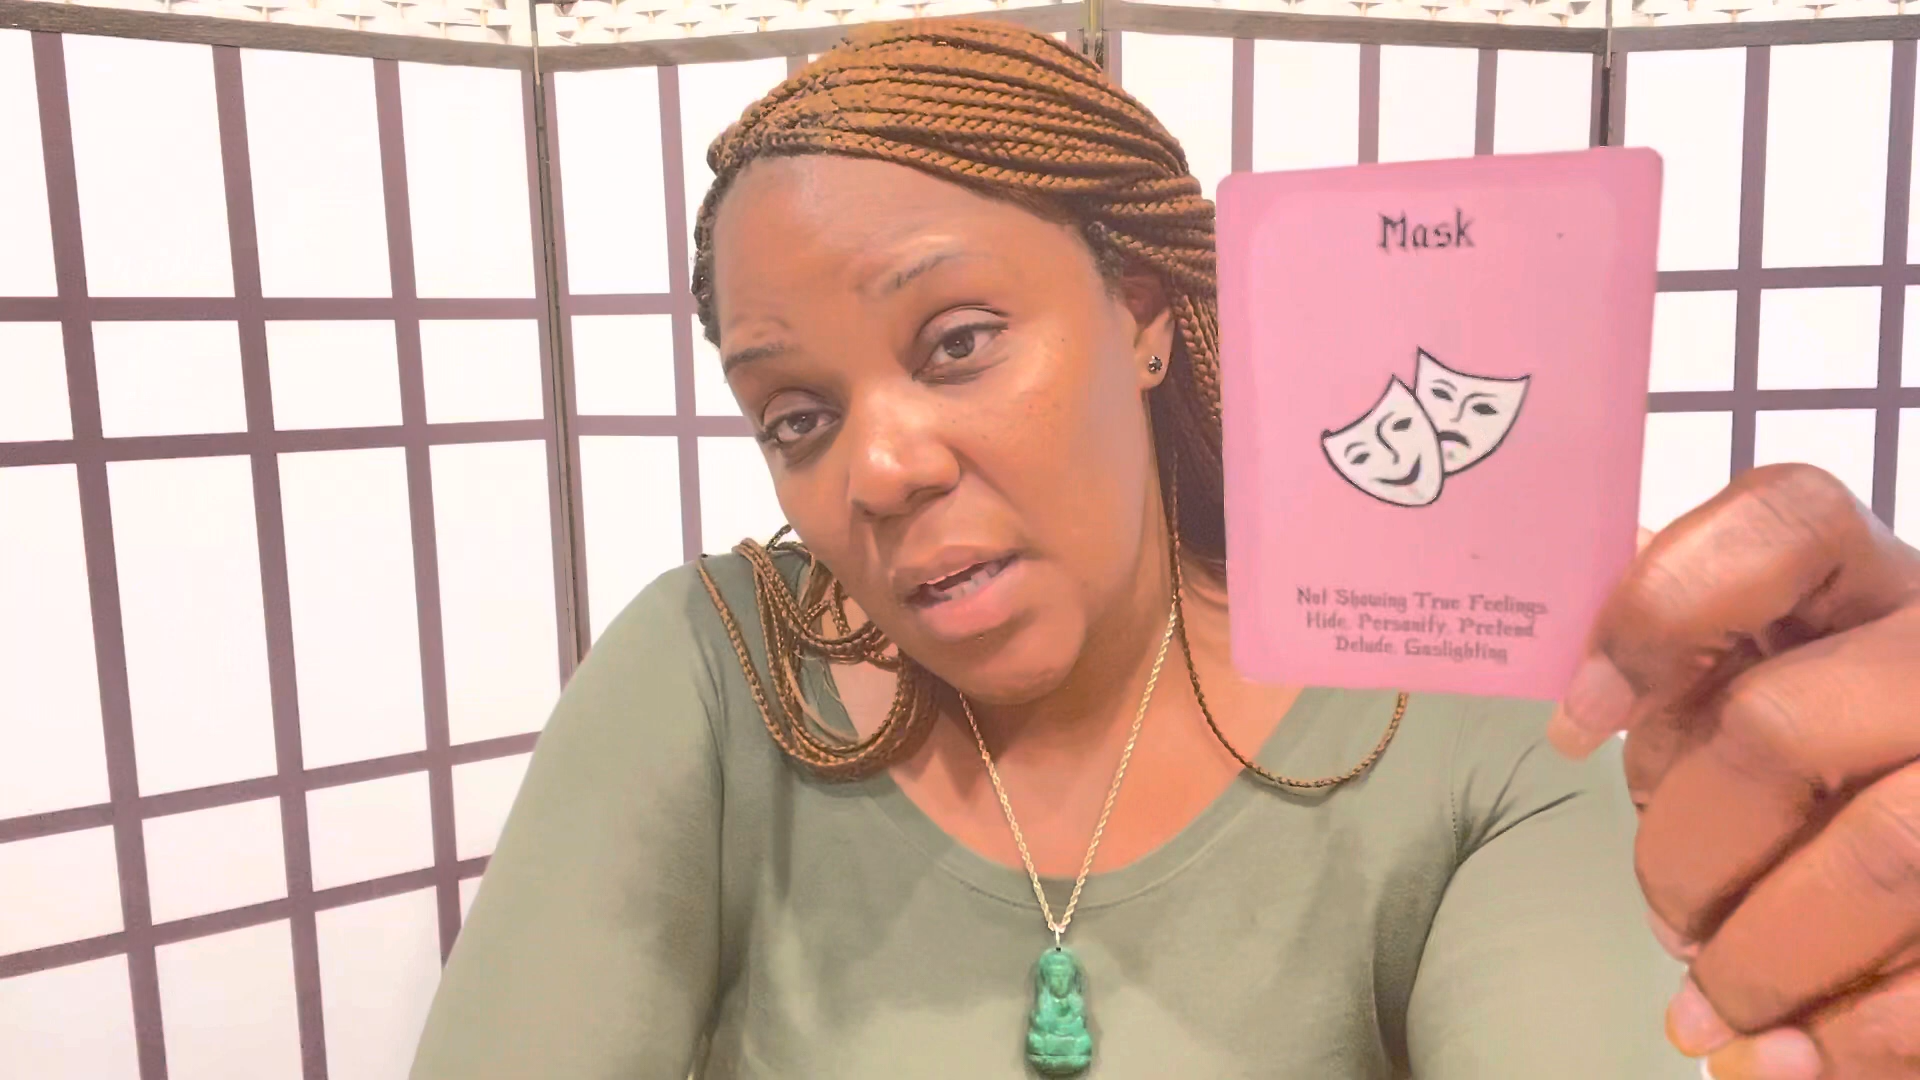 Mask
Not Showing True Feelings,
Hide, Personify, Pretend,
Delude, Gaslighting